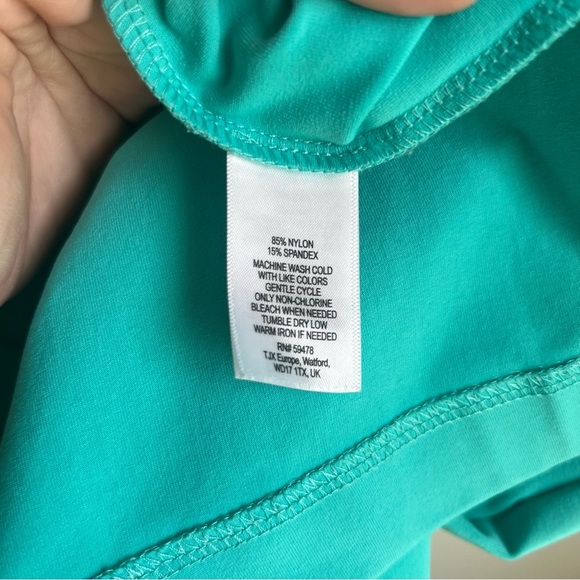 85% NYLON
15% SPANDEX
MACHINE WASH COLD
WITH LIKE COLORS
GENTLE CYCLE
ONLY NON-CHLORINE
BLEACH WHEN NEEDED
TUMBLE DRY LOW
WARM IRON IF NEEDED
RN# 59478
TJX Europe, Watford,
WD17 1TX, UK